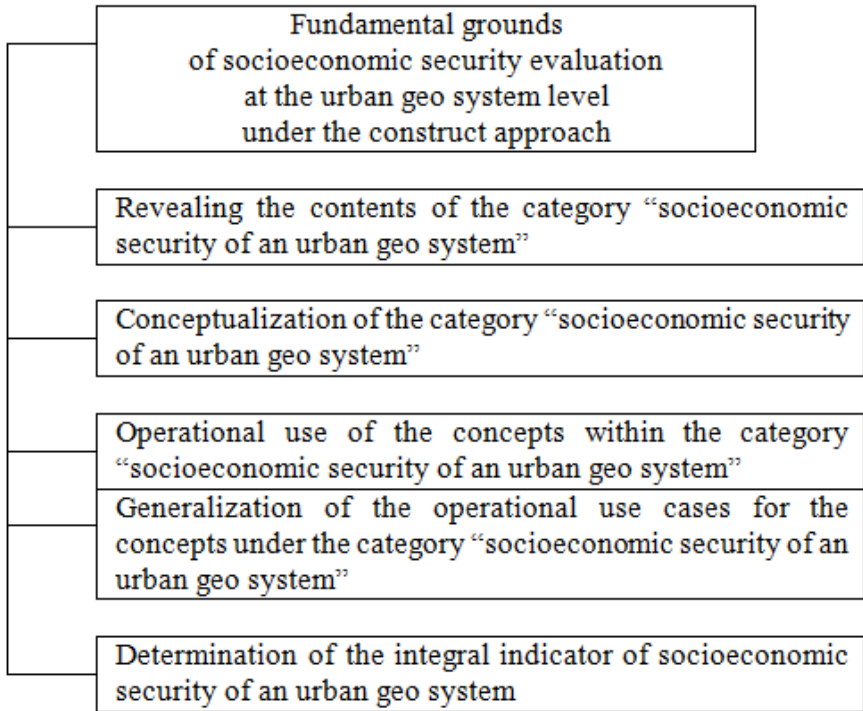 Fundamental grounds
of socioeconomic security evaluation
at the urban geo system level
under the construct approach
Revealing the contents of the category “socioeconomic
security of an urban geo system”
Conceptualization of the category “socioeconomic security
of an urban geo system”
Operational use of the concepts within the category
“socioeconomic security of an urban geo system”
Generalization of the operational use cases for the
concepts under the category “socioeconomic security of an
urban geo system”
Determination of the integral indicator of socioeconomic
security of an urban geo system